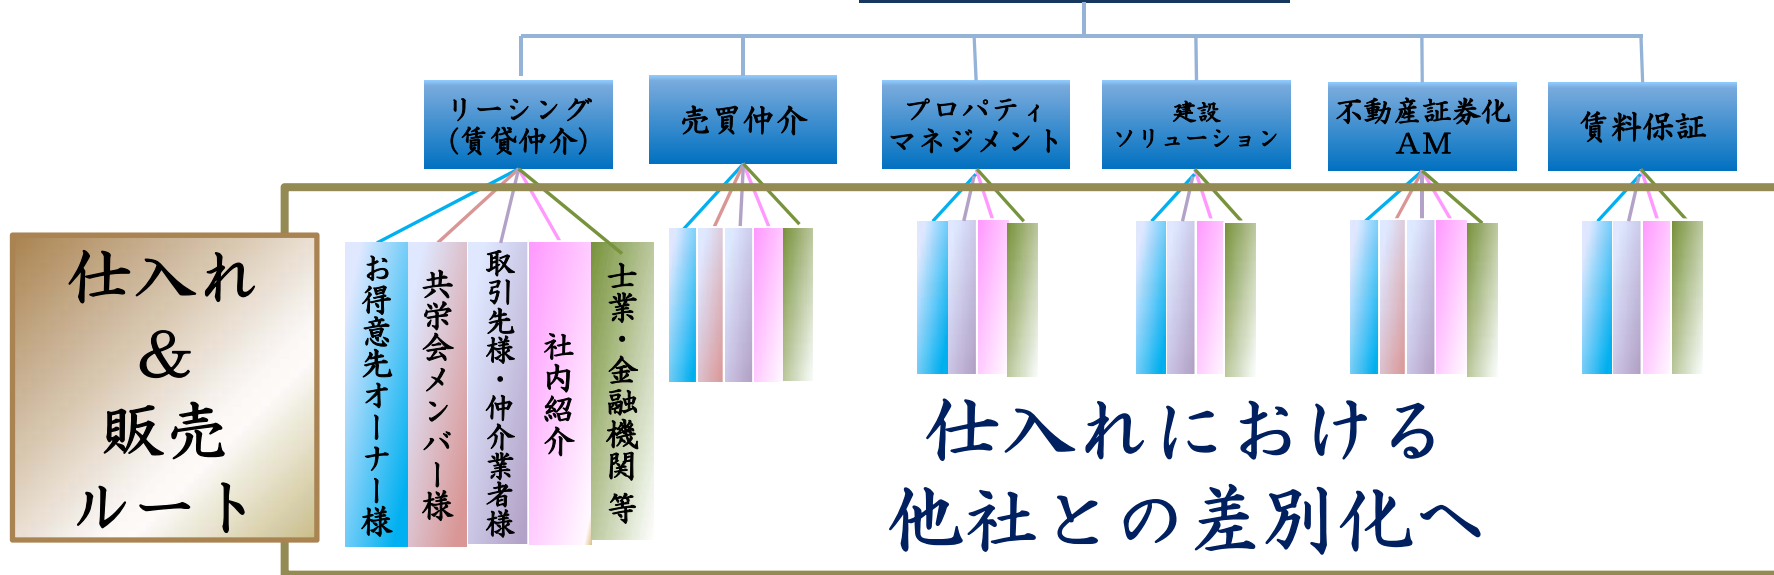 リーシング
(賃貸仲介)
売買仲介
プロパティ
マネジメント
建設
ソリューション
不動産証券化
AM
賃料保証
仕入れ
&
販売
ルート
お得意先オーナー様
共栄会メンバー様
取引先様・仲介業者様
社内紹介
士業・金融機関等
仕入れにおける
他社との差別化へ